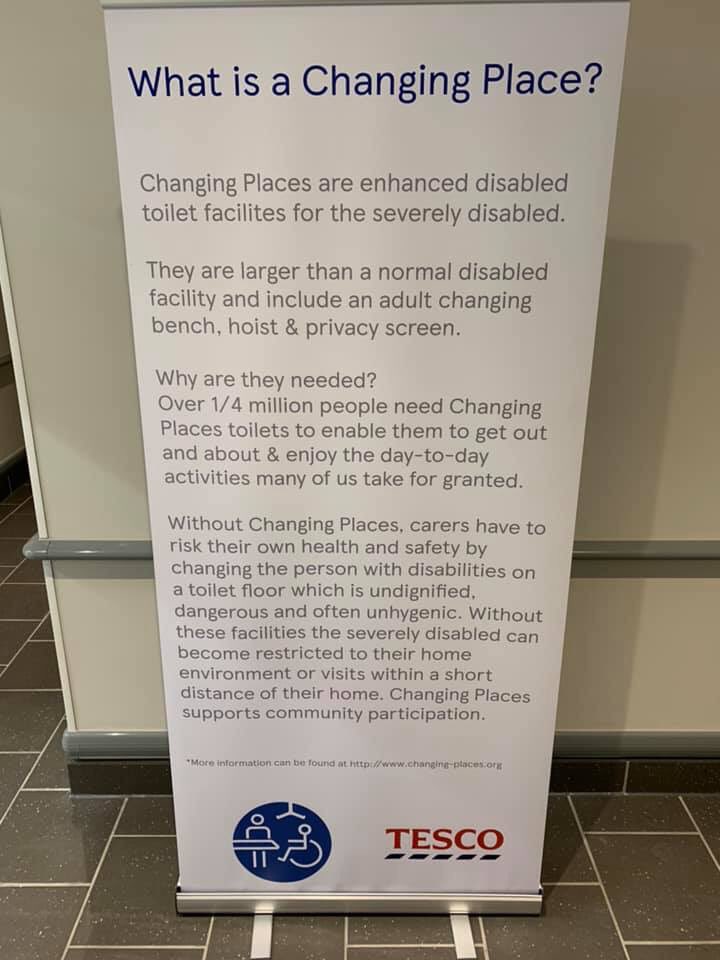 What is a Changing Place?
Changing Places are enhanced disabled
toilet facilites for the severely disabled.
They are larger than a normal disabled
facility and include an adult changing
bench, hoist & privacy screen.
Why are they needed?
Over 1/4 million people need Changing
Places toilets to enable them to get out
and about & enjoy the day-to-day
activities many of us take for granted.
Without Changing Places, carers have to
risk their own health and safety by
changing the person with disabilities on
a toilet floor which is undignified,
dangerous and often unhygenic. Without
these facilities the severely disabled can
become restricted to their home
environment or visits within a short
distance of their home. Changing Places
supports community participation.
*More information can be found at http://www.changing-places.org
TESCO